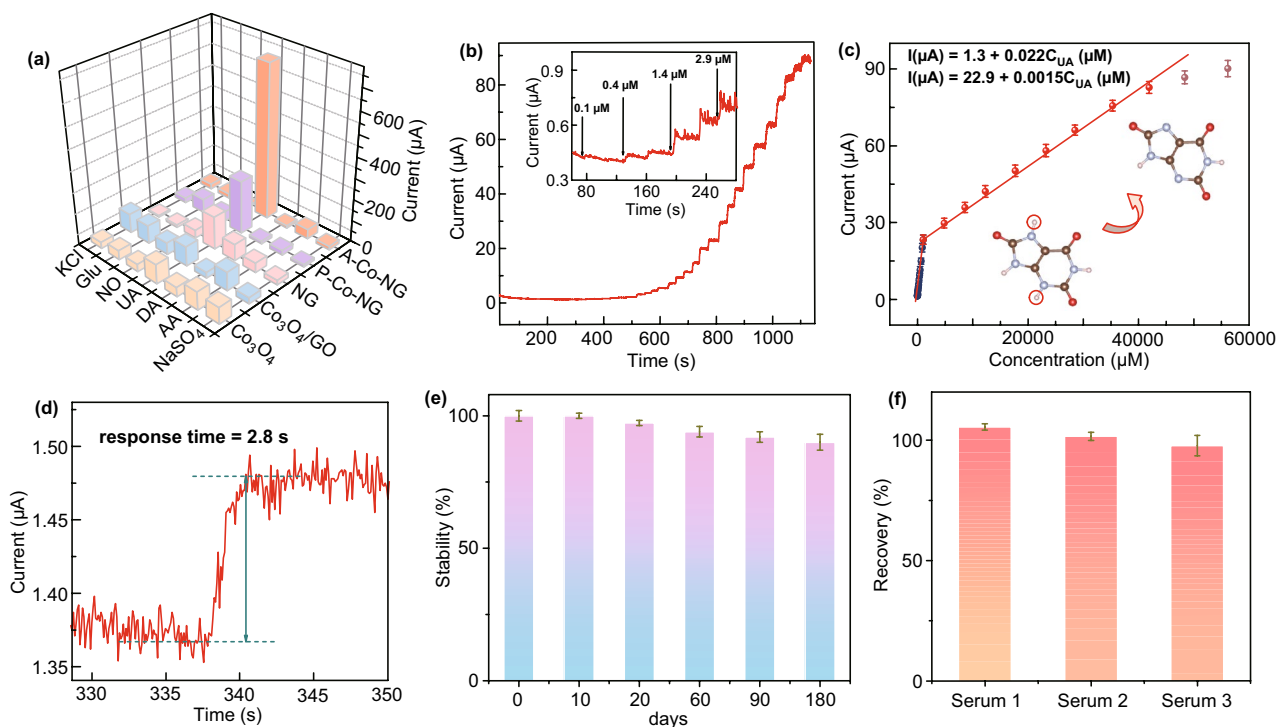 (a)
Current (µA)
600
400
200
0
KCl
Glu
NO
UA
DA
AA
NaSO₄
Co₃O₄
Co₃O₄/GO
NG
P-Co-NG
A-Co-NG
(b)
Current (µA)
80
60
40
20
0
200 400 600 800 1000
Time (s)
Current (µA)
0.9
0.6
0.3
80 160 240
Time (s)
0.1 µM
0.4 µM
1.4 µM
2.9 µM
(c)
I(µA) = 1.3 + 0.022C_UA (µM)
I(µA) = 22.9 + 0.0015C_UA (µM)
Current (µA)
90
60
30
0
0 20000 40000 60000
Concentration (µM)
(d)
response time = 2.8 s
Current (µA)
1.50
1.45
1.40
1.35
330 335 340 345 350
Time (s)
(e)
Stability (%)
100
80
60
40
20
0
0 10 20 60 90 180
days
(f)
Recovery (%)
100
50
0
Serum 1 Serum 2 Serum 3